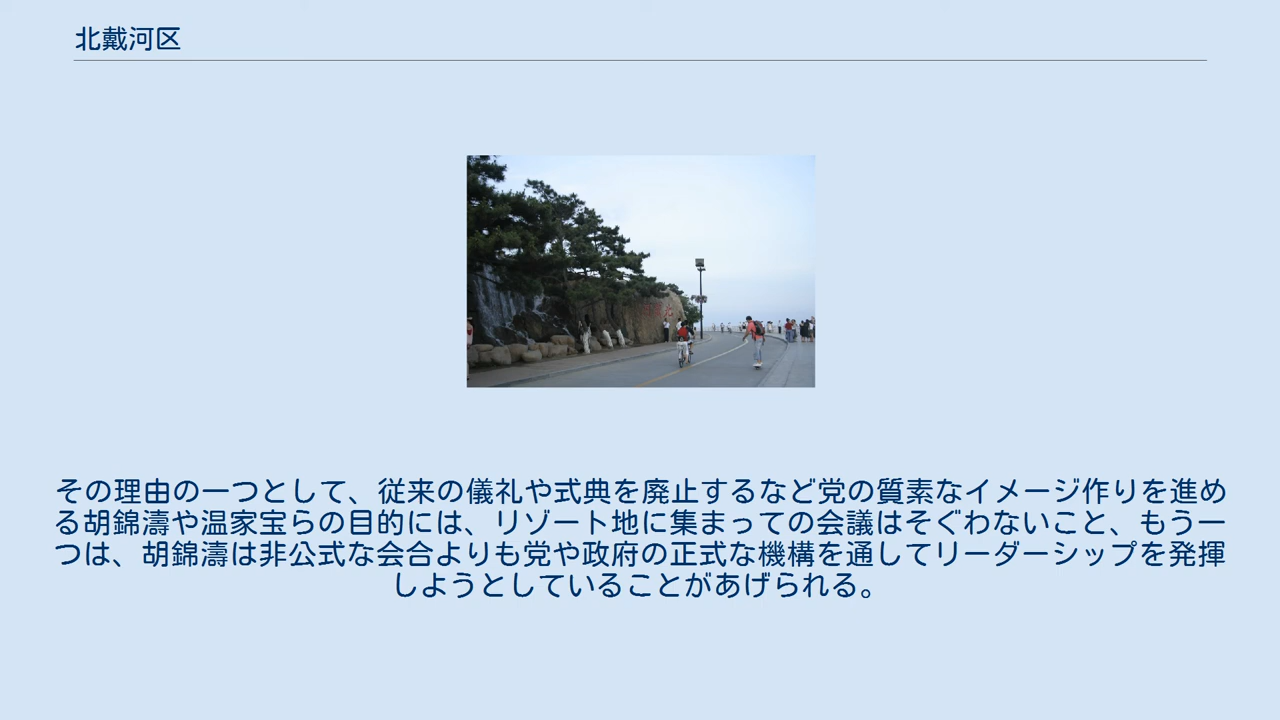 北戴河区
その理由の一つとして、従来の儀礼や式典を廃止するなど党の質素なイメージ作りを進め
る胡錦濤や温家宝らの目的には、リゾート地に集まっての会議はそぐわないこと、もう一
つは、胡錦濤は非公式な会合よりも党や政府の正式な機構を通してリーダーシップを発揮
しようとしていることがあげられる。